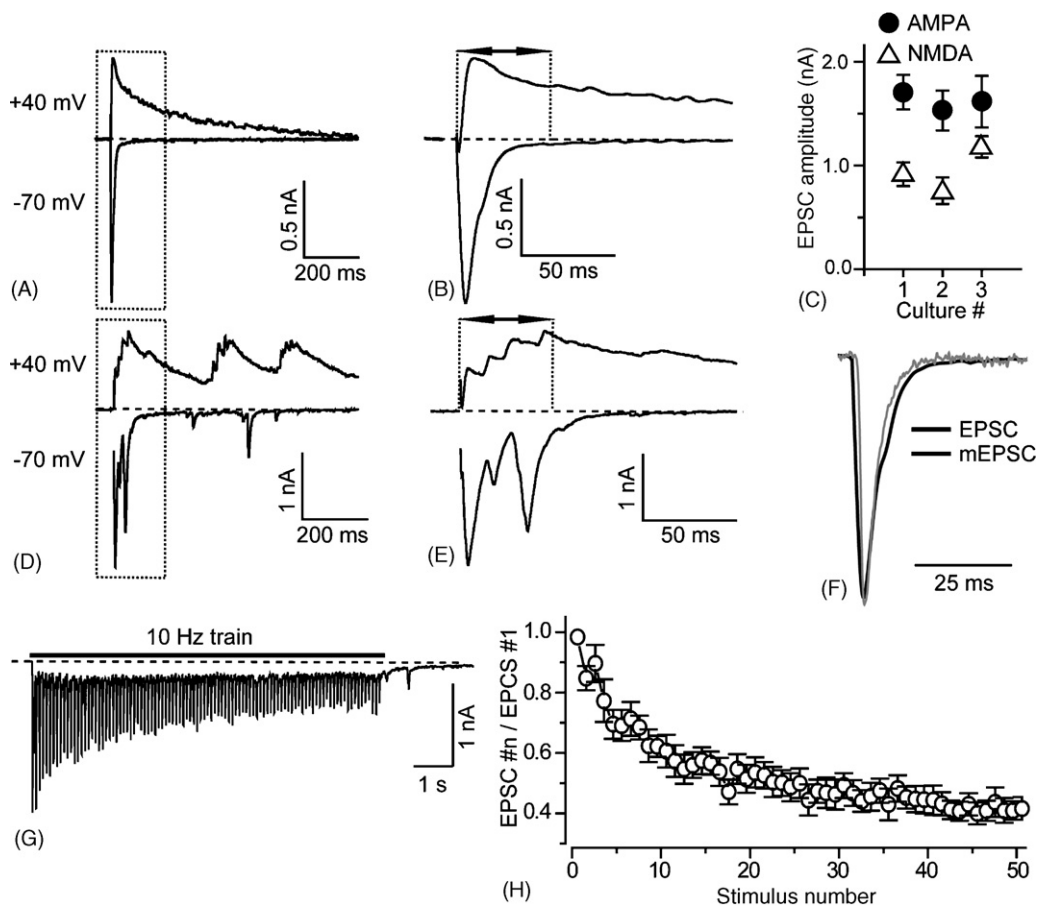 +40 mV
-70 mV
0.5 nA
200 ms
(A)
0.5 nA
50 ms
(B)
AMPA
NMDA
EPSC amplitude (nA)
2.0
1.0
0.0
1 2 3
Culture #
(C)
+40 mV
-70 mV
1 nA
200 ms
(D)
1 nA
50 ms
(E)
EPSC
mEPSC
25 ms
(F)
10 Hz train
1 nA
1 s
(G)
EPSC #n / EPCS #1
1.0
0.8
0.6
0.4
0 10 20 30 40 50
Stimulus number
(H)